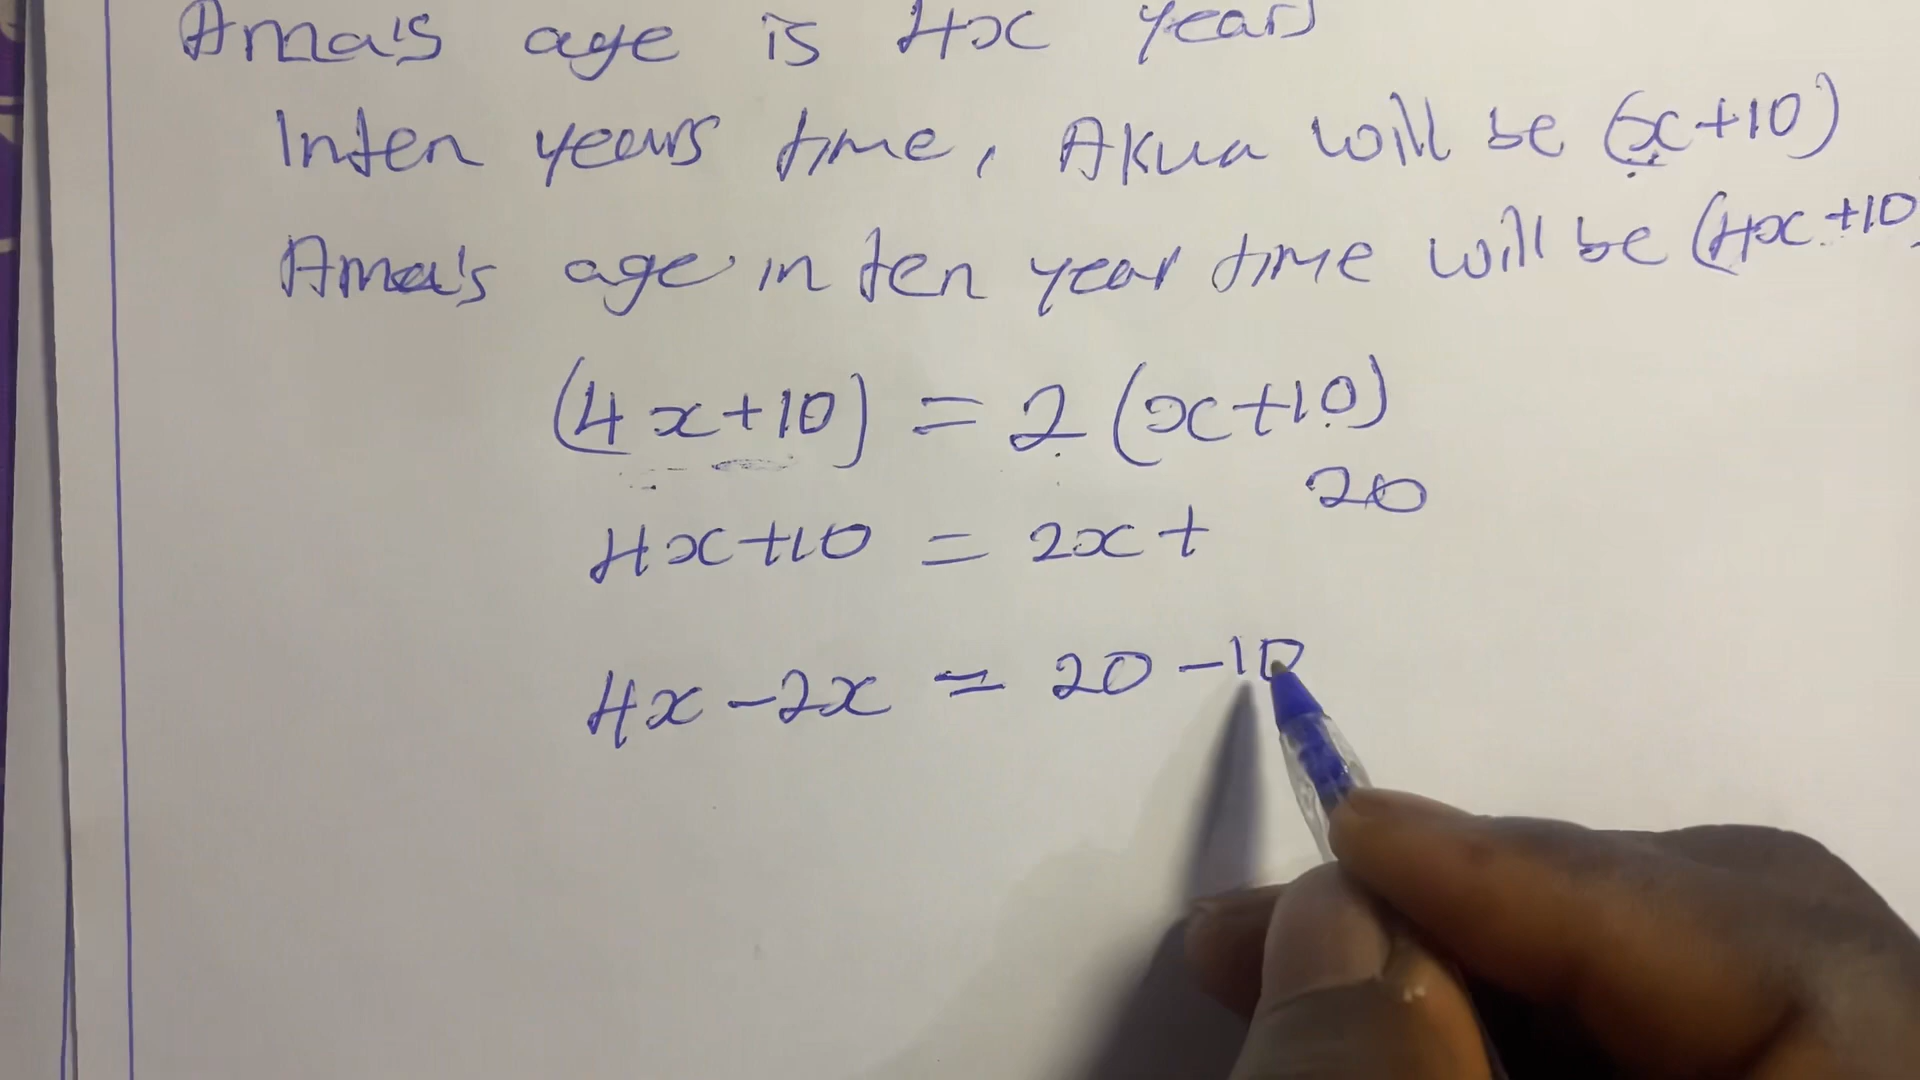 Ama's age is 4x years
In ten years time, Akua will be (x+10)
Ama's age in ten year time will be (4x+10)
(4x+10) = 2(x+10)
4x+10 = 2x + 20
4x - 2x = 20 - 10